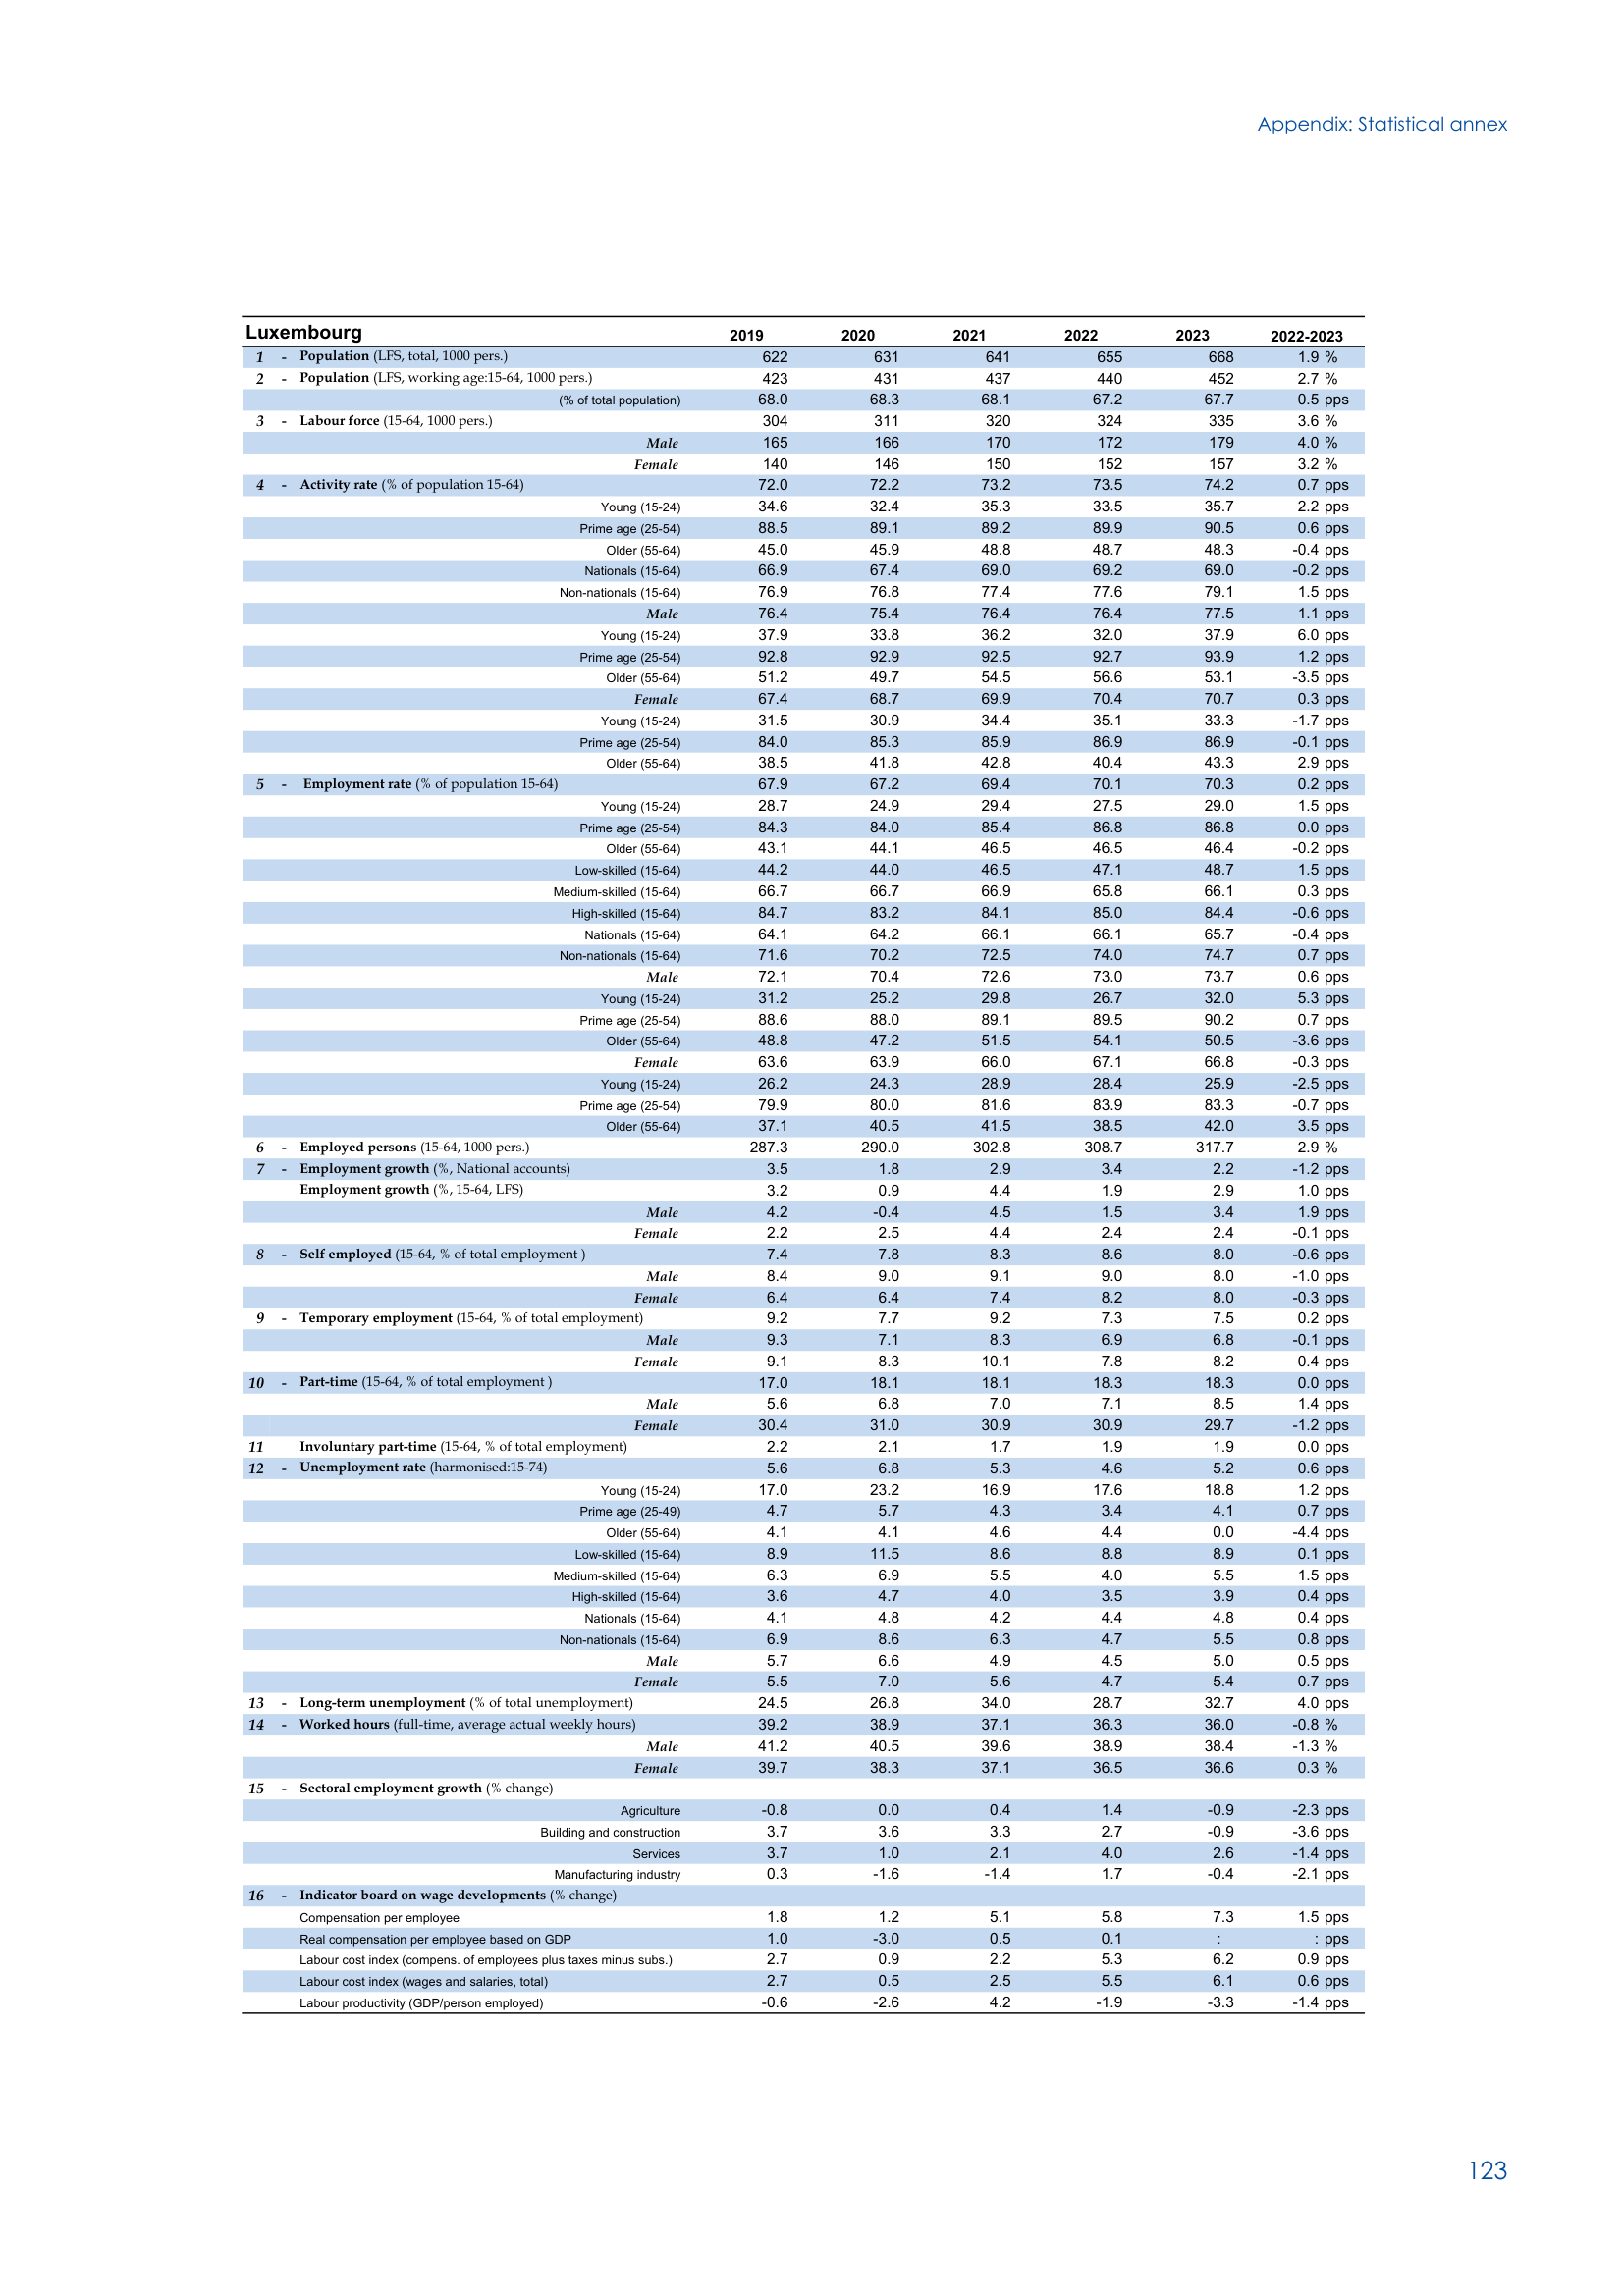 Appendix: Statistical annex
Luxembourg 2019 2020 2021 2022 2023 2022-2023
1 - Population (LFS, total, 1000 pers.) 622 631 641 655 668 1.9 %
2 - Population (LFS, working age:15-64, 1000 pers.) 423 431 437 440 452 2.7 %
(% of total population) 68.0 68.3 68.1 67.2 67.7 0.5 pps
3 - Labour force (15-64, 1000 pers.) 304 311 320 324 335 3.6 %
Male 165 166 170 172 179 4.0 %
Female 140 146 150 152 157 3.2 %
4 - Activity rate (% of population 15-64) 72.0 72.2 73.2 73.5 74.2 0.7 pps
Young (15-24) 34.6 32.4 35.3 33.5 35.7 2.2 pps
Prime age (25-54) 88.5 89.1 89.2 89.9 90.5 0.6 pps
Older (55-64) 45.0 45.9 48.8 48.7 48.3 -0.4 pps
Nationals (15-64) 66.9 67.4 69.0 69.2 69.0 -0.2 pps
Non-nationals (15-64) 76.9 76.8 77.4 77.6 79.1 1.5 pps
Male 76.4 75.4 76.4 76.4 77.5 1.1 pps
Young (15-24) 37.9 33.8 36.2 32.0 37.9 6.0 pps
Prime age (25-54) 92.8 92.9 92.5 92.7 93.9 1.2 pps
Older (55-64) 51.2 49.7 54.5 56.6 53.1 -3.5 pps
Female 67.4 68.7 69.9 70.4 70.7 0.3 pps
Young (15-24) 31.5 30.9 34.4 35.1 33.3 -1.7 pps
Prime age (25-54) 84.0 85.3 85.9 86.9 86.9 -0.1 pps
Older (55-64) 38.5 41.8 42.8 40.4 43.3 2.9 pps
5 - Employment rate (% of population 15-64) 67.9 67.2 69.4 70.1 70.3 0.2 pps
Young (15-24) 28.7 24.9 29.4 27.5 29.0 1.5 pps
Prime age (25-54) 84.3 84.0 85.4 86.8 86.8 0.0 pps
Older (55-64) 43.1 44.1 46.5 46.5 46.4 -0.2 pps
Low-skilled (15-64) 44.2 44.0 46.5 47.1 48.7 1.5 pps
Medium-skilled (15-64) 66.7 66.7 66.9 65.8 66.1 0.3 pps
High-skilled (15-64) 84.7 83.2 84.1 85.0 84.4 -0.6 pps
Nationals (15-64) 64.1 64.2 66.1 66.1 65.7 -0.4 pps
Non-nationals (15-64) 71.6 70.2 72.5 74.0 74.7 0.7 pps
Male 72.1 70.4 72.6 73.0 73.7 0.6 pps
Young (15-24) 31.2 25.2 29.8 26.7 32.0 5.3 pps
Prime age (25-54) 88.6 88.0 89.1 89.5 90.2 0.7 pps
Older (55-64) 48.8 47.2 51.5 54.1 50.5 -3.6 pps
Female 63.6 63.9 66.0 67.1 66.8 -0.3 pps
Young (15-24) 26.2 24.3 28.9 28.4 25.9 -2.5 pps
Prime age (25-54) 79.9 80.0 81.6 83.9 83.3 -0.7 pps
Older (55-64) 37.1 40.5 41.5 38.5 42.0 3.5 pps
6 - Employed persons (15-64, 1000 pers.) 287.3 290.0 302.8 308.7 317.7 2.9 %
7 - Employment growth (%, National accounts) 3.5 1.8 2.9 3.4 2.2 -1.2 pps
Employment growth (%, 15-64, LFS) 3.2 0.9 4.4 1.9 2.9 1.0 pps
Male 4.2 -0.4 4.5 1.5 3.4 1.9 pps
Female 2.2 2.5 4.4 2.4 2.4 -0.1 pps
8 - Self employed (15-64, % of total employment ) 7.4 7.8 8.3 8.6 8.0 -0.6 pps
Male 8.4 9.0 9.1 9.0 8.0 -1.0 pps
Female 6.4 6.4 7.4 8.2 8.0 -0.3 pps
9 - Temporary employment (15-64, % of total employment) 9.2 7.7 9.2 7.3 7.5 0.2 pps
Male 9.3 7.1 8.3 6.9 6.8 -0.1 pps
Female 9.1 8.3 10.1 7.8 8.2 0.4 pps
10 - Part-time (15-64, % of total employment ) 17.0 18.1 18.1 18.3 18.3 0.0 pps
Male 5.6 6.8 7.0 7.1 8.5 1.4 pps
Female 30.4 31.0 30.9 30.9 29.7 -1.2 pps
11 Involuntary part-time (15-64, % of total employment) 2.2 2.1 1.7 1.9 1.9 0.0 pps
12 - Unemployment rate (harmonised:15-74) 5.6 6.8 5.3 4.6 5.2 0.6 pps
Young (15-24) 17.0 23.2 16.9 17.6 18.8 1.2 pps
Prime age (25-49) 4.7 5.7 4.3 3.4 4.1 0.7 pps
Older (55-64) 4.1 4.1 4.6 4.4 0.0 -4.4 pps
Low-skilled (15-64) 8.9 11.5 8.6 8.8 8.9 0.1 pps
Medium-skilled (15-64) 6.3 6.9 5.5 4.0 5.5 1.5 pps
High-skilled (15-64) 3.6 4.7 4.0 3.5 3.9 0.4 pps
Nationals (15-64) 4.1 4.8 4.2 4.4 4.8 0.4 pps
Non-nationals (15-64) 6.9 8.6 6.3 4.7 5.5 0.8 pps
Male 5.7 6.6 4.9 4.5 5.0 0.5 pps
Female 5.5 7.0 5.6 4.7 5.4 0.7 pps
13 - Long-term unemployment (% of total unemployment) 24.5 26.8 34.0 28.7 32.7 4.0 pps
14 - Worked hours (full-time, average actual weekly hours) 39.2 38.9 37.1 36.3 36.0 -0.8 %
Male 41.2 40.5 39.6 38.9 38.4 -1.3 %
Female 39.7 38.3 37.1 36.5 36.6 0.3 %
15 - Sectoral employment growth (% change)
Agriculture -0.8 0.0 0.4 1.4 -0.9 -2.3 pps
Building and construction 3.7 3.6 3.3 2.7 -0.9 -3.6 pps
Services 3.7 1.0 2.1 4.0 2.6 -1.4 pps
Manufacturing industry 0.3 -1.6 -1.4 1.7 -0.4 -2.1 pps
16 - Indicator board on wage developments (% change)
Compensation per employee 1.8 1.2 5.1 5.8 7.3 1.5 pps
Real compensation per employee based on GDP 1.0 -3.0 0.5 0.1 : : pps
Labour cost index (compens. of employees plus taxes minus subs.) 2.7 0.9 2.2 5.3 6.2 0.9 pps
Labour cost index (wages and salaries, total) 2.7 0.5 2.5 5.5 6.1 0.6 pps
Labour productivity (GDP/person employed) -0.6 -2.6 4.2 -1.9 -3.3 -1.4 pps
123